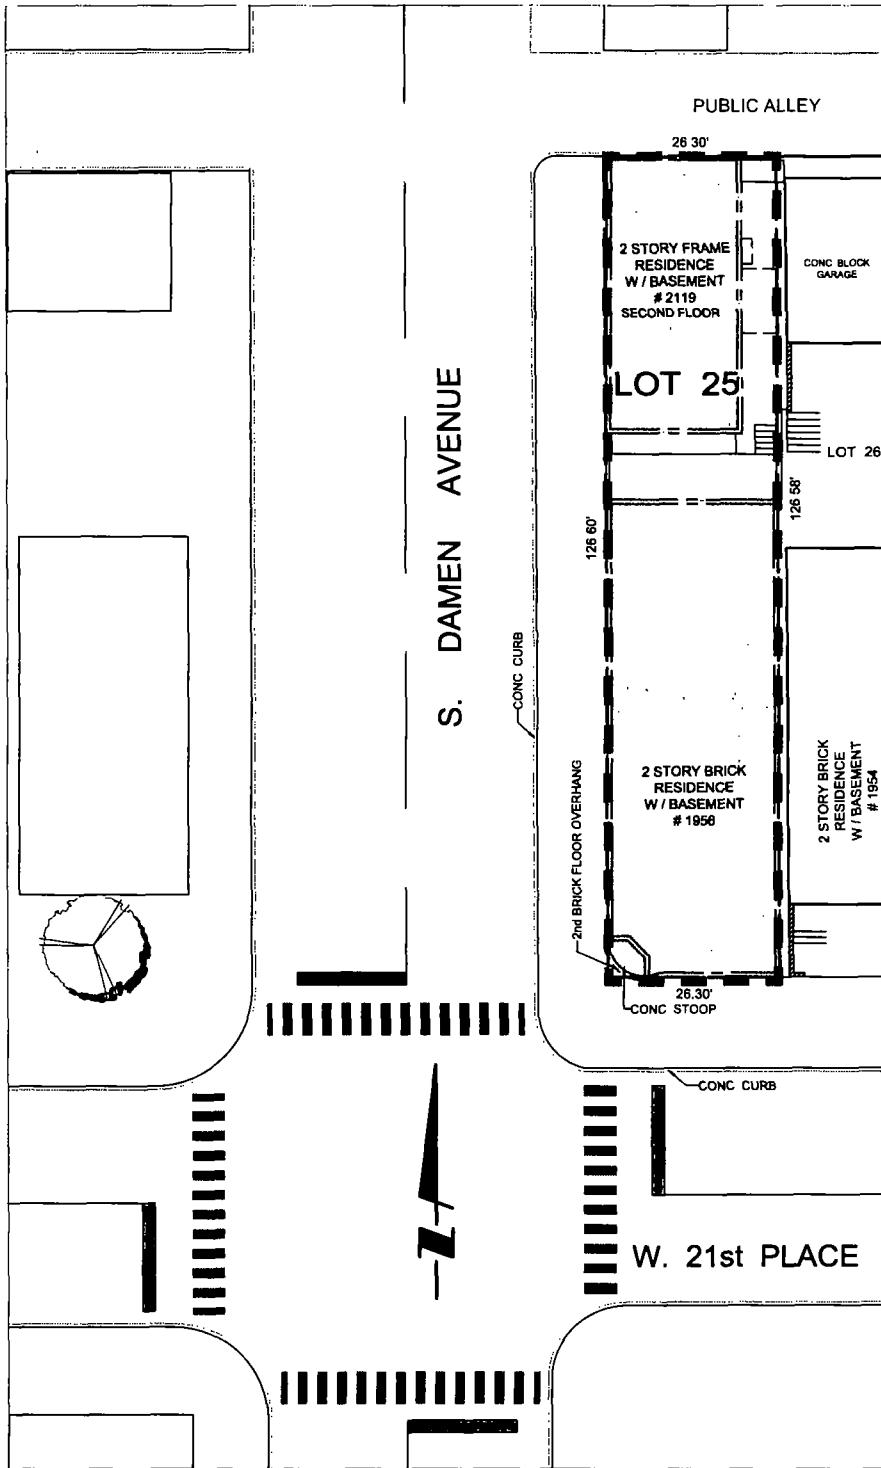 PUBLIC ALLEY
26 30'
2 STORY FRAME
RESIDENCE
W / BASEMENT
# 2119
SECOND FLOOR
CONC BLOCK
GARAGE
LOT 25
LOT 26
S. DAMEN AVENUE
126 60'
126 58'
CONC CURB
2nd BRICK FLOOR OVERHANG
2 STORY BRICK
RESIDENCE
W / BASEMENT
# 1956
2 STORY BRICK
RESIDENCE
W / BASEMENT
# 1954
26.30'
CONC STOOP
CONC CURB
N
W. 21st PLACE